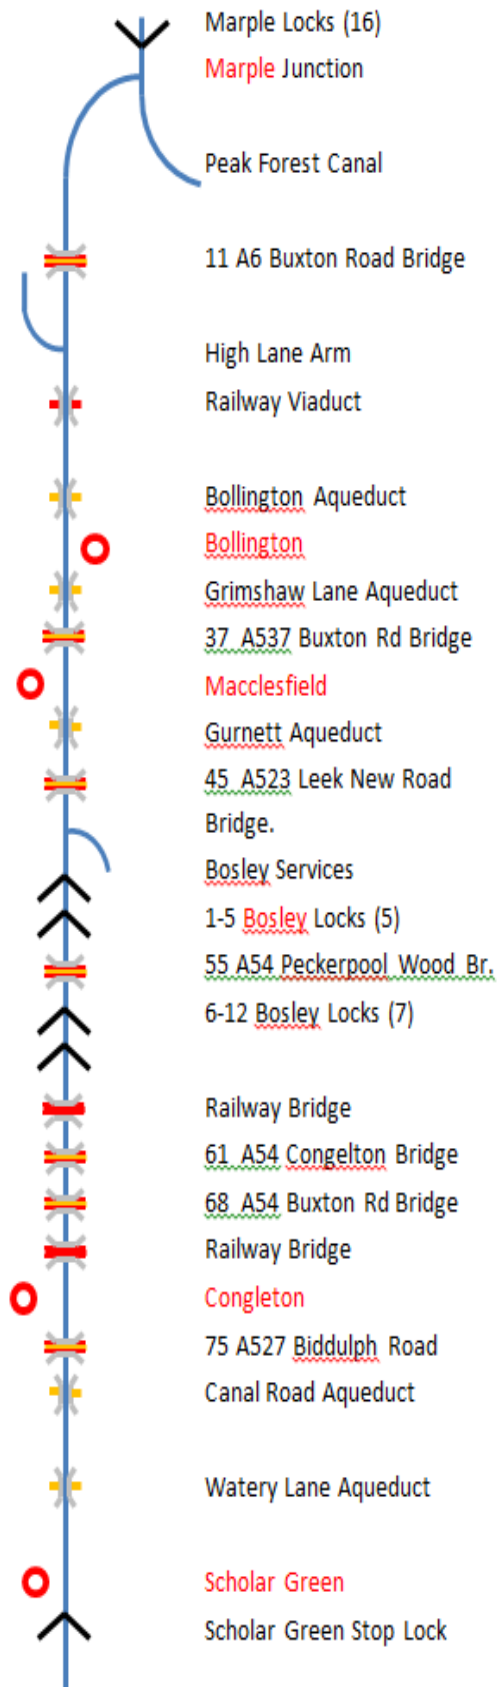 Marple Locks (16)
Marple Junction
Peak Forest Canal
11 A6 Buxton Road Bridge
High Lane Arm
Railway Viaduct
Bollington Aqueduct
Bollington
Grimshaw Lane Aqueduct
37 A537 Buxton Rd Bridge
Macclesfield
Gurnett Aqueduct
45 A523 Leek New Road
Bridge.
Bosley Services
1-5 Bosley Locks (5)
55 A54 Peckerpool Wood Br.
6-12 Bosley Locks (7)
Railway Bridge
61 A54 Congelton Bridge
68 A54 Buxton Rd Bridge
Railway Bridge
Congleton
75 A527 Biddulph Road
Canal Road Aqueduct
Watery Lane Aqueduct
Scholar Green
Scholar Green Stop Lock